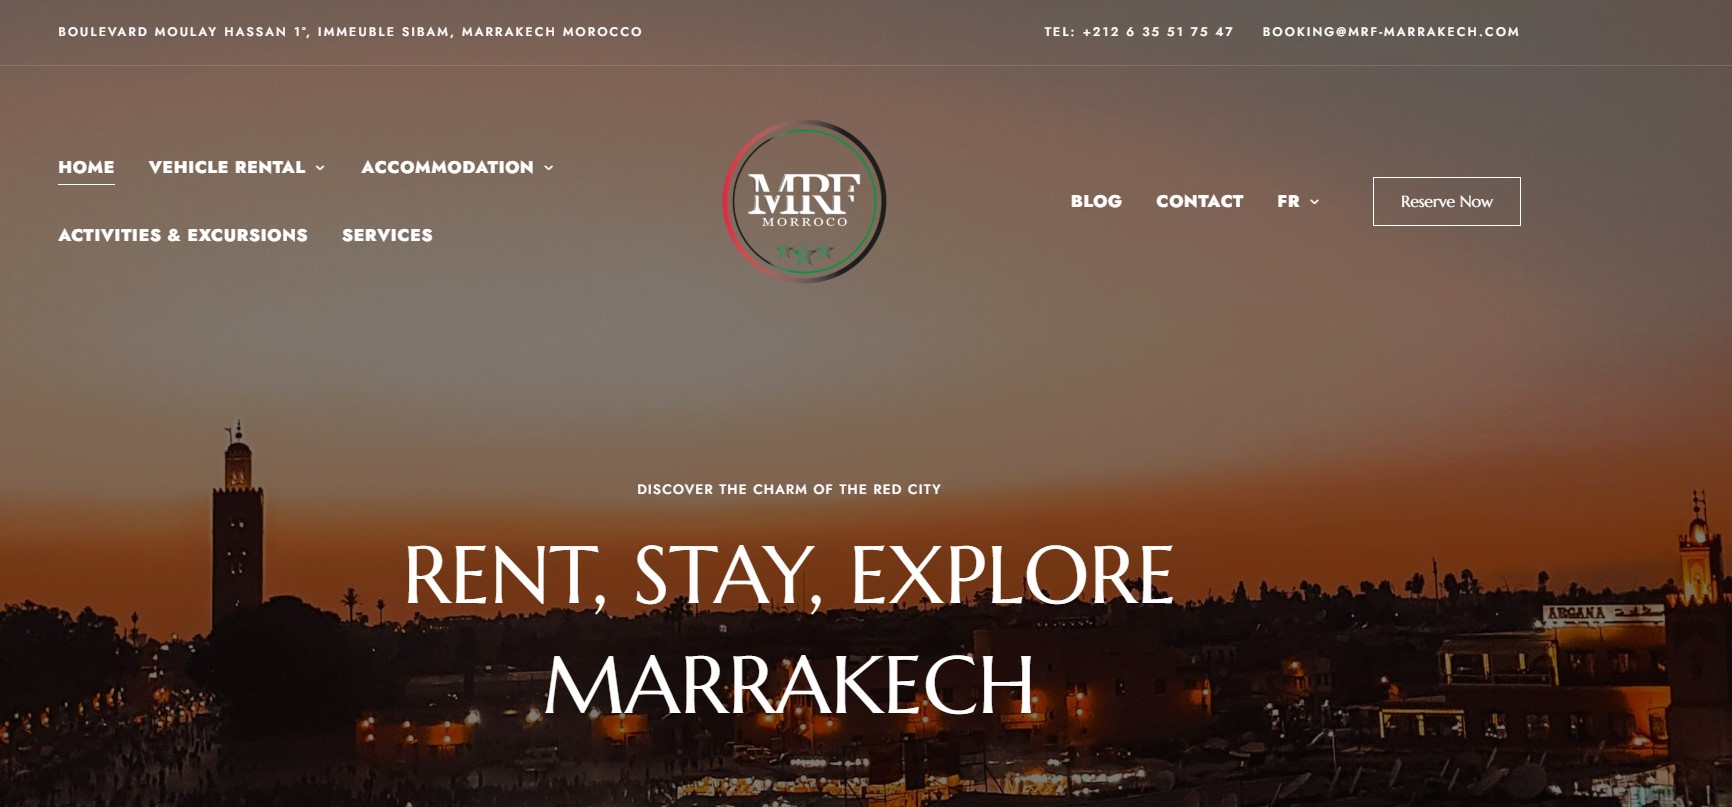 BOULEVARD MOULAY HASSAN 1°, IMMEUBLE SIBAM, MARRAKECH MOROCCO
TEL: +212 6 35 51 75 47
BOOKING@MRF-MARRAKECH.COM
HOME
VEHICLE RENTAL
ACCOMMODATION
ACTIVITIES & EXCURSIONS
SERVICES
MRF
MORROCO
BLOG
CONTACT
FR
Reserve Now
DISCOVER THE CHARM OF THE RED CITY
RENT, STAY, EXPLORE
MARRAKECH
ARGANA